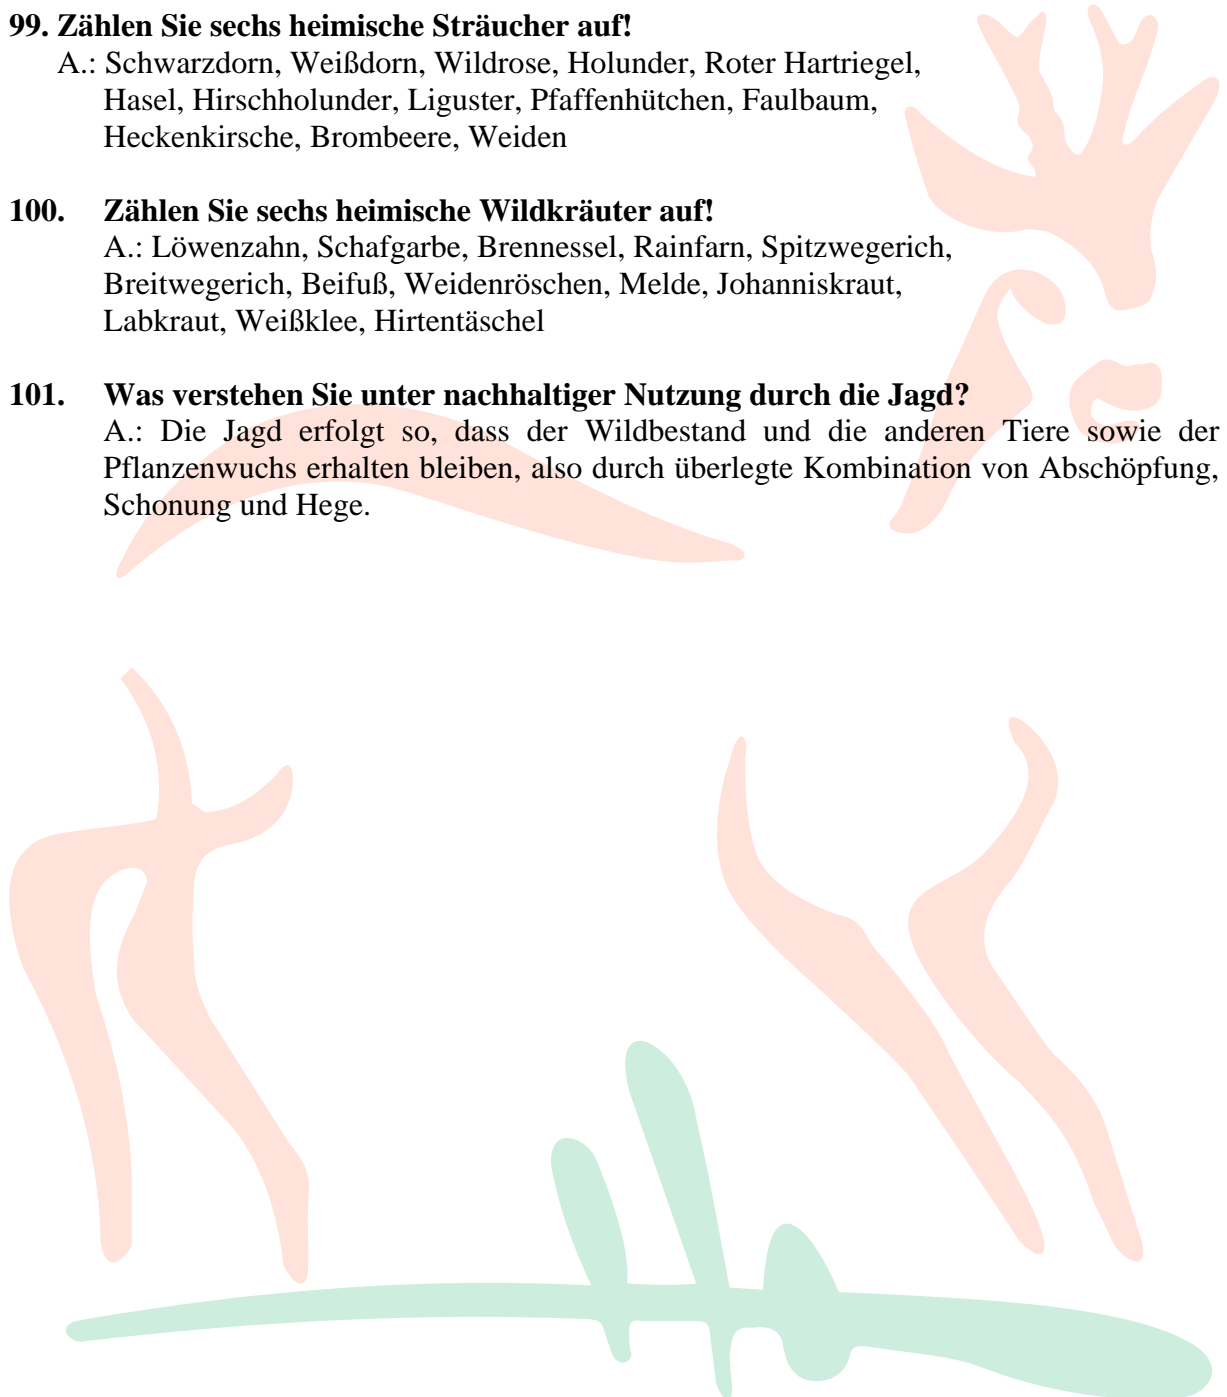 99. Zählen Sie sechs heimische Sträucher auf!
A.: Schwarzdorn, Weißdorn, Wildrose, Holunder, Roter Hartriegel,
Hasel, Hirschholunder, Liguster, Pfaffenhütchen, Faulbaum,
Heckenkirsche, Brombeere, Weiden
100. Zählen Sie sechs heimische Wildkräuter auf!
A.: Löwenzahn, Schafgarbe, Brennessel, Rainfarn, Spitzwegerich,
Breitwegerich, Beifuß, Weidenröschen, Melde, Johanniskraut,
Labkraut, Weißklee, Hirtentäschel
101. Was verstehen Sie unter nachhaltiger Nutzung durch die Jagd?
A.: Die Jagd erfolgt so, dass der Wildbestand und die anderen Tiere sowie der
Pflanzenwuchs erhalten bleiben, also durch überlegte Kombination von Abschöpfung,
Schonung und Hege.